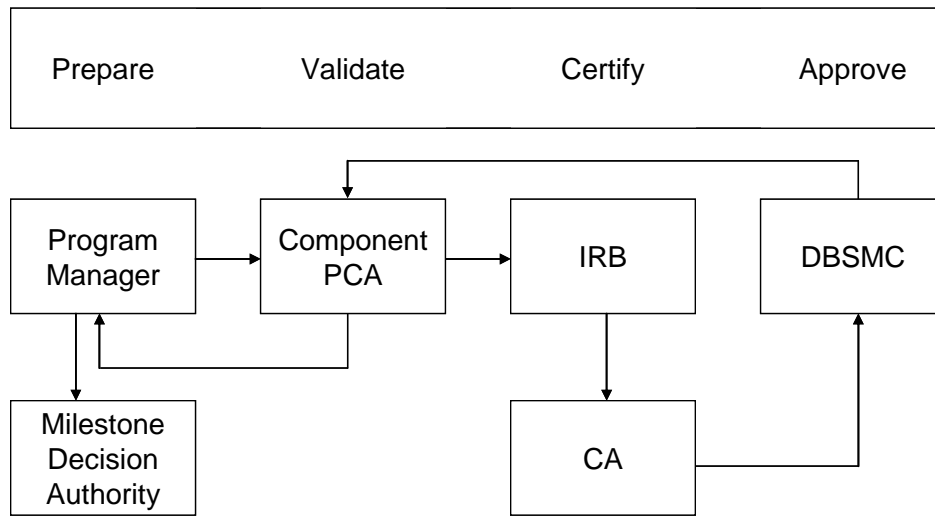 Prepare Validate Certify Approve
Program
Manager
Component
PCA
IRB
DBSMC
Milestone
Decision
Authority
CA